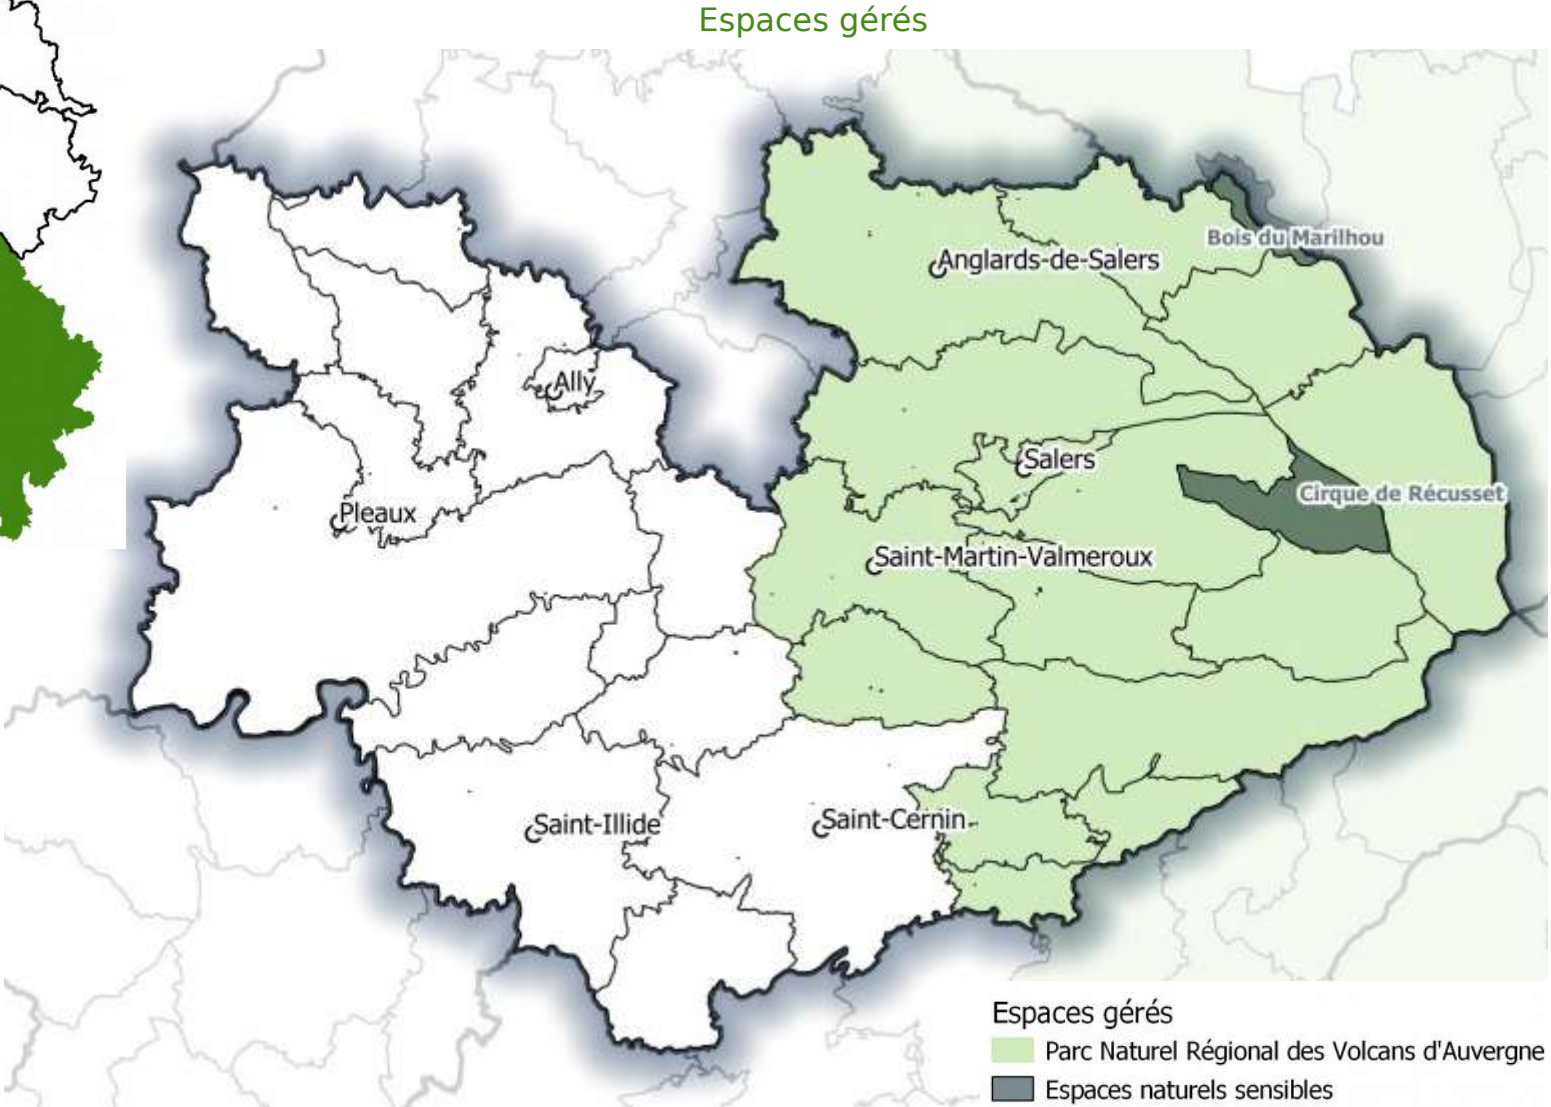 Espaces gérés
Bois du Marilhou
Anglards-de-Salers
Ally
Salers
Cirque de Récusset
Pleaux
Saint-Martin-Valmeroux
Saint-Illide
Saint-Cernin
Espaces gérés
Parc Naturel Régional des Volcans d'Auvergne
Espaces naturels sensibles